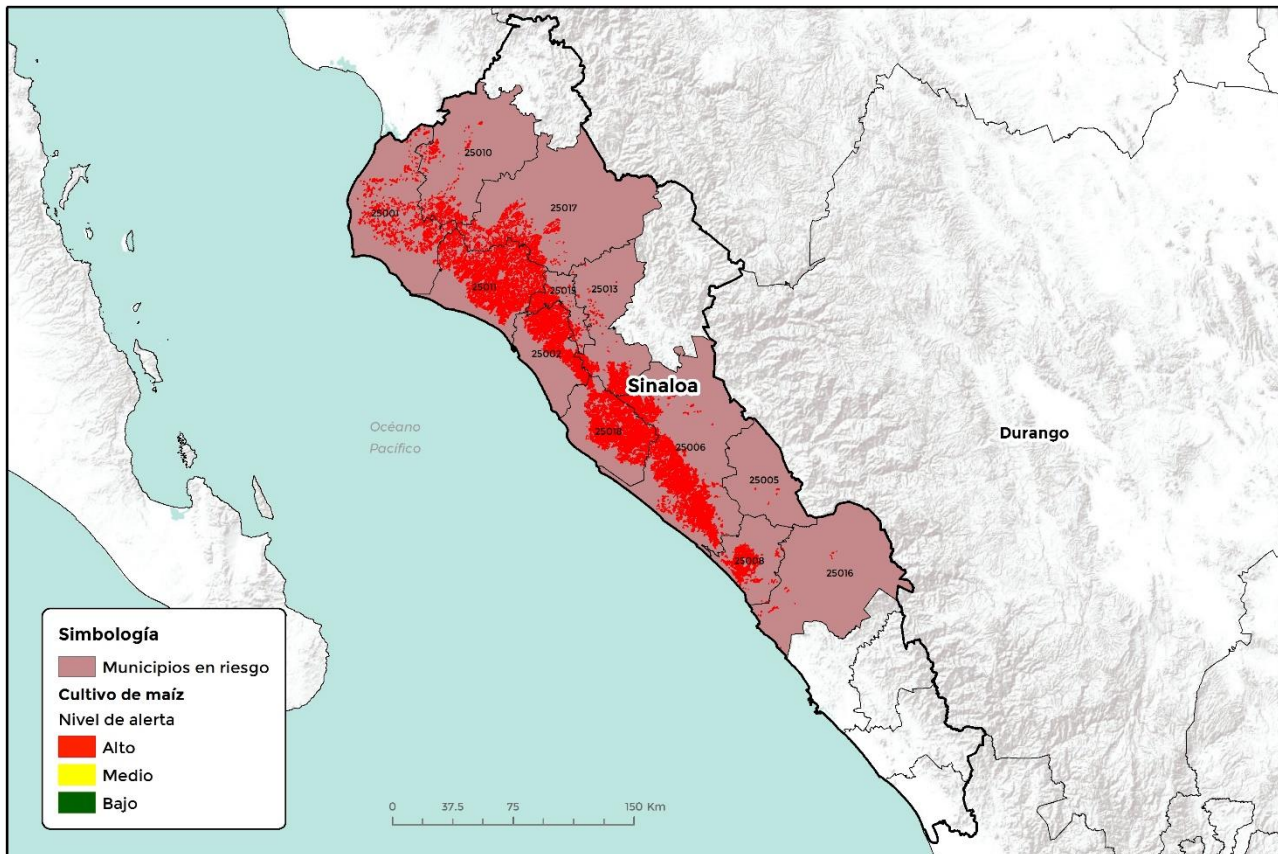 25010
25001
25017
25011
25015
25013
25002
Sinaloa
Océano
Pacífico
25018
25006
Durango
25005
25008
25016
Simbología
Municipios en riesgo
Cultivo de maíz
Nivel de alerta
Alto
Medio
Bajo
0 37.5 75 150 Km